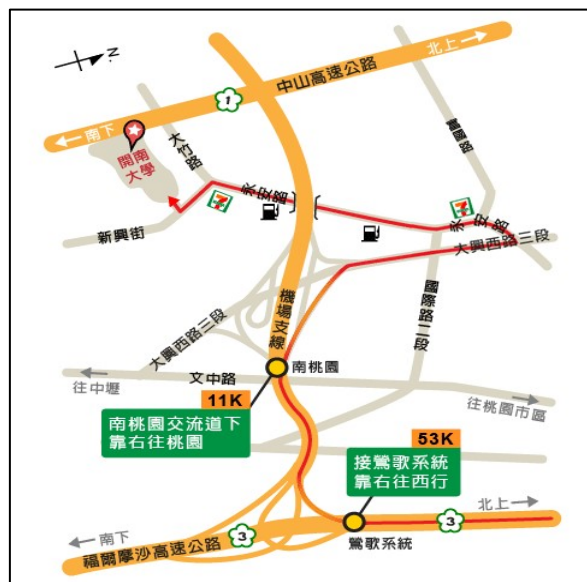 N.
北上
中山高速公路
1
南下
開南
大學
大竹路
富國路
永安路
7
7
永安路
新興街
大興西路三段
機場支線
大興西路三段
國際路二段
南桃園
文中路
往中壢
往桃園市區
11K
南桃園交流道下
靠右往桃園
53K
接鶯歌系統
靠右往西行
北上
3
南下
3
福爾摩沙高速公路
鶯歌系統